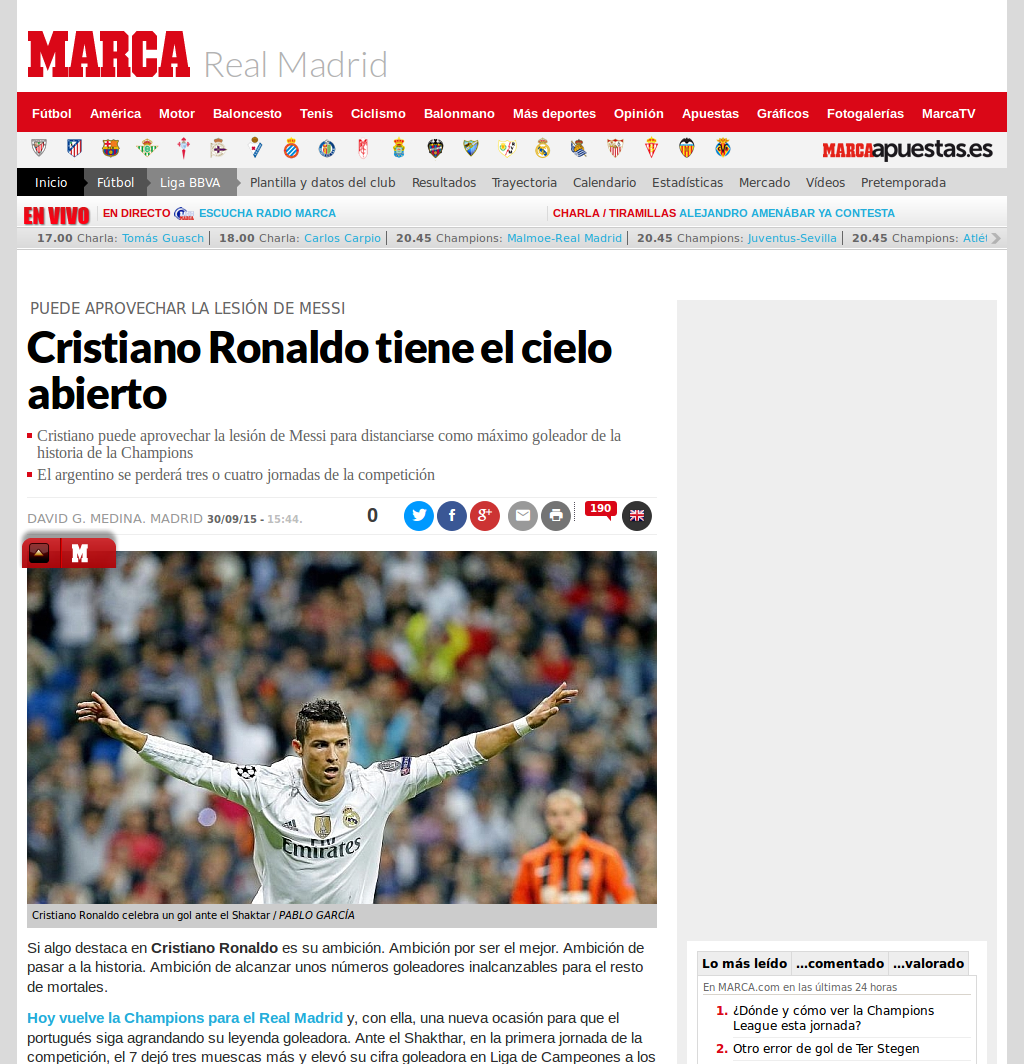 MARCA Real Madrid
Fútbol América Motor Baloncesto Tenis Ciclismo Balonmano Más deportes Opinión Apuestas Gráficos Fotogalerías MarcaTV
MARCAapuestas.es
Inicio Fútbol Liga BBVA Plantilla y datos del club Resultados Trayectoria Calendario Estadísticas Mercado Vídeos Pretemporada
EN VIVO EN DIRECTO ESCUCHA RADIO MARCA CHARLA / TIRAMILLAS ALEJANDRO AMENÁBAR YA CONTESTA
17.00 Charla: Tomás Guasch 18.00 Charla: Carlos Carpio 20.45 Champions: Malmoe-Real Madrid 20.45 Champions: Juventus-Sevilla 20.45 Champions: Atlét
PUEDE APROVECHAR LA LESIÓN DE MESSI
Cristiano Ronaldo tiene el cielo
abierto
Cristiano puede aprovechar la lesión de Messi para distanciarse como máximo goleador de la
historia de la Champions
El argentino se perderá tres o cuatro jornadas de la competición
DAVID G. MEDINA. MADRID 30/09/15 - 15:44. 0 190
M
Fly
Emirates
Cristiano Ronaldo celebra un gol ante el Shaktar / PABLO GARCÍA
Si algo destaca en Cristiano Ronaldo es su ambición. Ambición por ser el mejor. Ambición de
pasar a la historia. Ambición de alcanzar unos números goleadores inalcanzables para el resto
de mortales.
Hoy vuelve la Champions para el Real Madrid y, con ella, una nueva ocasión para que el
portugués siga agrandando su leyenda goleadora. Ante el Shakthar, en la primera jornada de la
competición, el 7 dejó tres muescas más y elevó su cifra goleadora en Liga de Campeones a los
Lo más leído ...comentado ...valorado
En MARCA.com en las últimas 24 horas
1. ¿Dónde y cómo ver la Champions
League esta jornada?
2. Otro error de gol de Ter Stegen